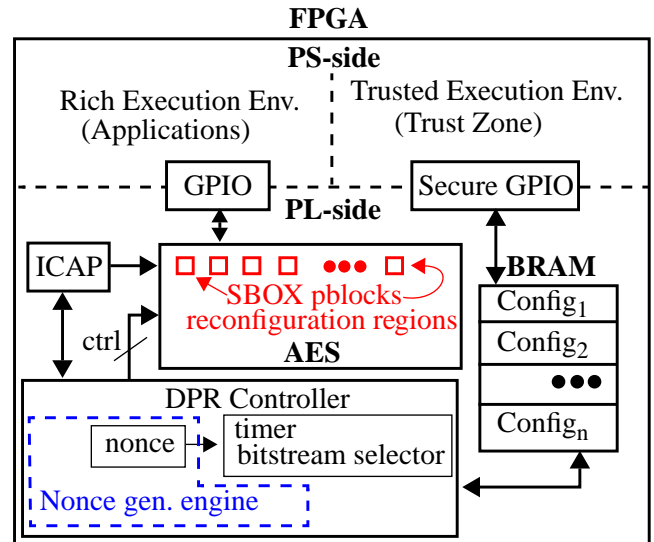 FPGA
PS-side
Rich Execution Env.
(Applications)
Trusted Execution Env.
(Trust Zone)
GPIO
Secure GPIO
PL-side
ICAP
SBOX pblocks
reconfiguration regions
AES
ctrl
BRAM
Config1
Config2
Confign
DPR Controller
nonce
timer
bitstream selector
Nonce gen. engine